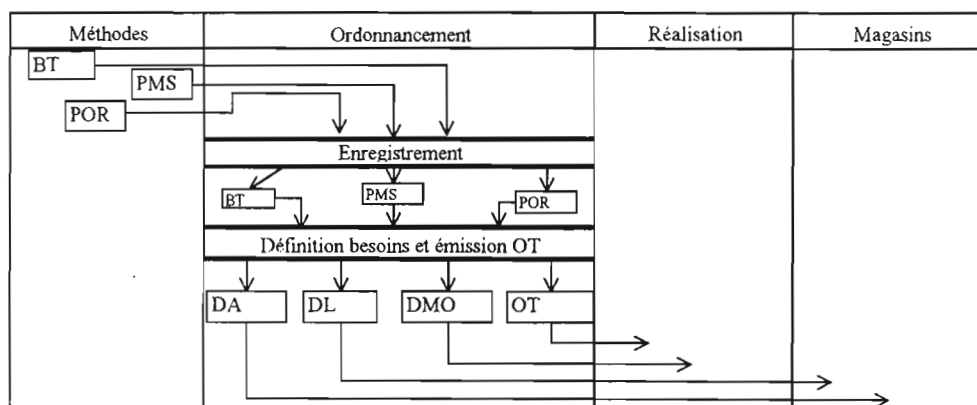 Méthodes Ordonnancement Réalisation Magasins
BT
PMS
POR
Enregistrement
BT PMS POR
Définition besoins et émission OT
DA DL DMO OT